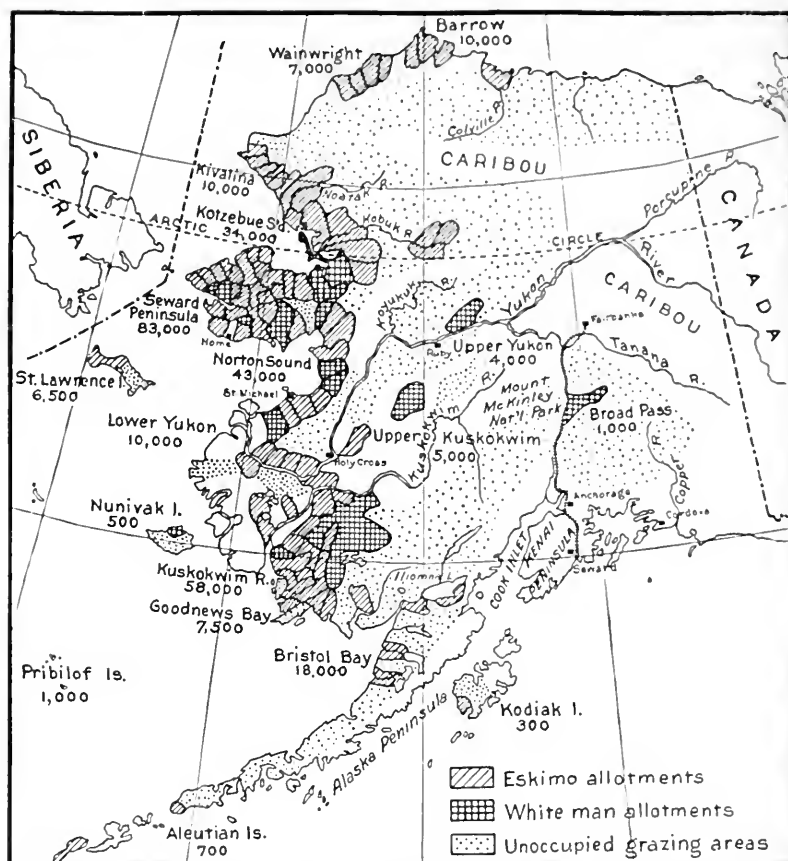 Barrow
10,000
Wainwright
7,000
Colville R.
CARIBOU
SIBERIA
Kivalina
10,000
Noatak R.
Porcupine R.
CANADA
Kotzebue Sd.
34,000
Kobuk R.
ARCTIC
CIRCLE
Koyukuk R.
Yukon
River
CARIBOU
Seward
Peninsula
83,000
Nome
Fairbanks
Ruby
Upper Yukon
4,000
Tanana R.
Norton Sound
43,000
St. Lawrence I.
6,500
St Michael
Mount
McKinley
Nat'l Park
Lower Yukon
10,000
Broad Pass
1,000
Upper Kuskokwim
5,000
Kuskokwim R.
Holy Cross
Copper R.
Nunivak I.
500
Anchorage
Cordova
COOK INLET
KENAI
PENINSULA
Seward
Kuskokwim R.
58,000
Iliamna L.
Goodnews Bay
7,500
Bristol Bay
18,000
Pribilof Is.
1,000
Kodiak I.
300
Alaska Peninsula
Eskimo allotments
White man allotments
Unoccupied grazing areas
Aleutian Is.
700